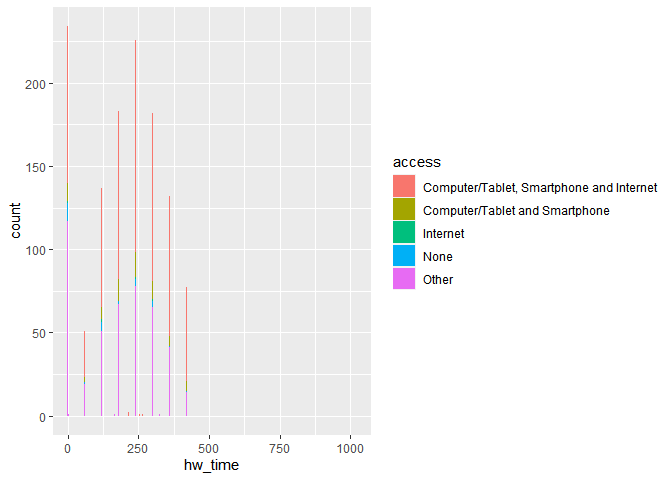 200
150
100
50
0
count
0
250
500
750
1000
hw_time
access
Computer/Tablet, Smartphone and Internet
Computer/Tablet and Smartphone
Internet
None
Other